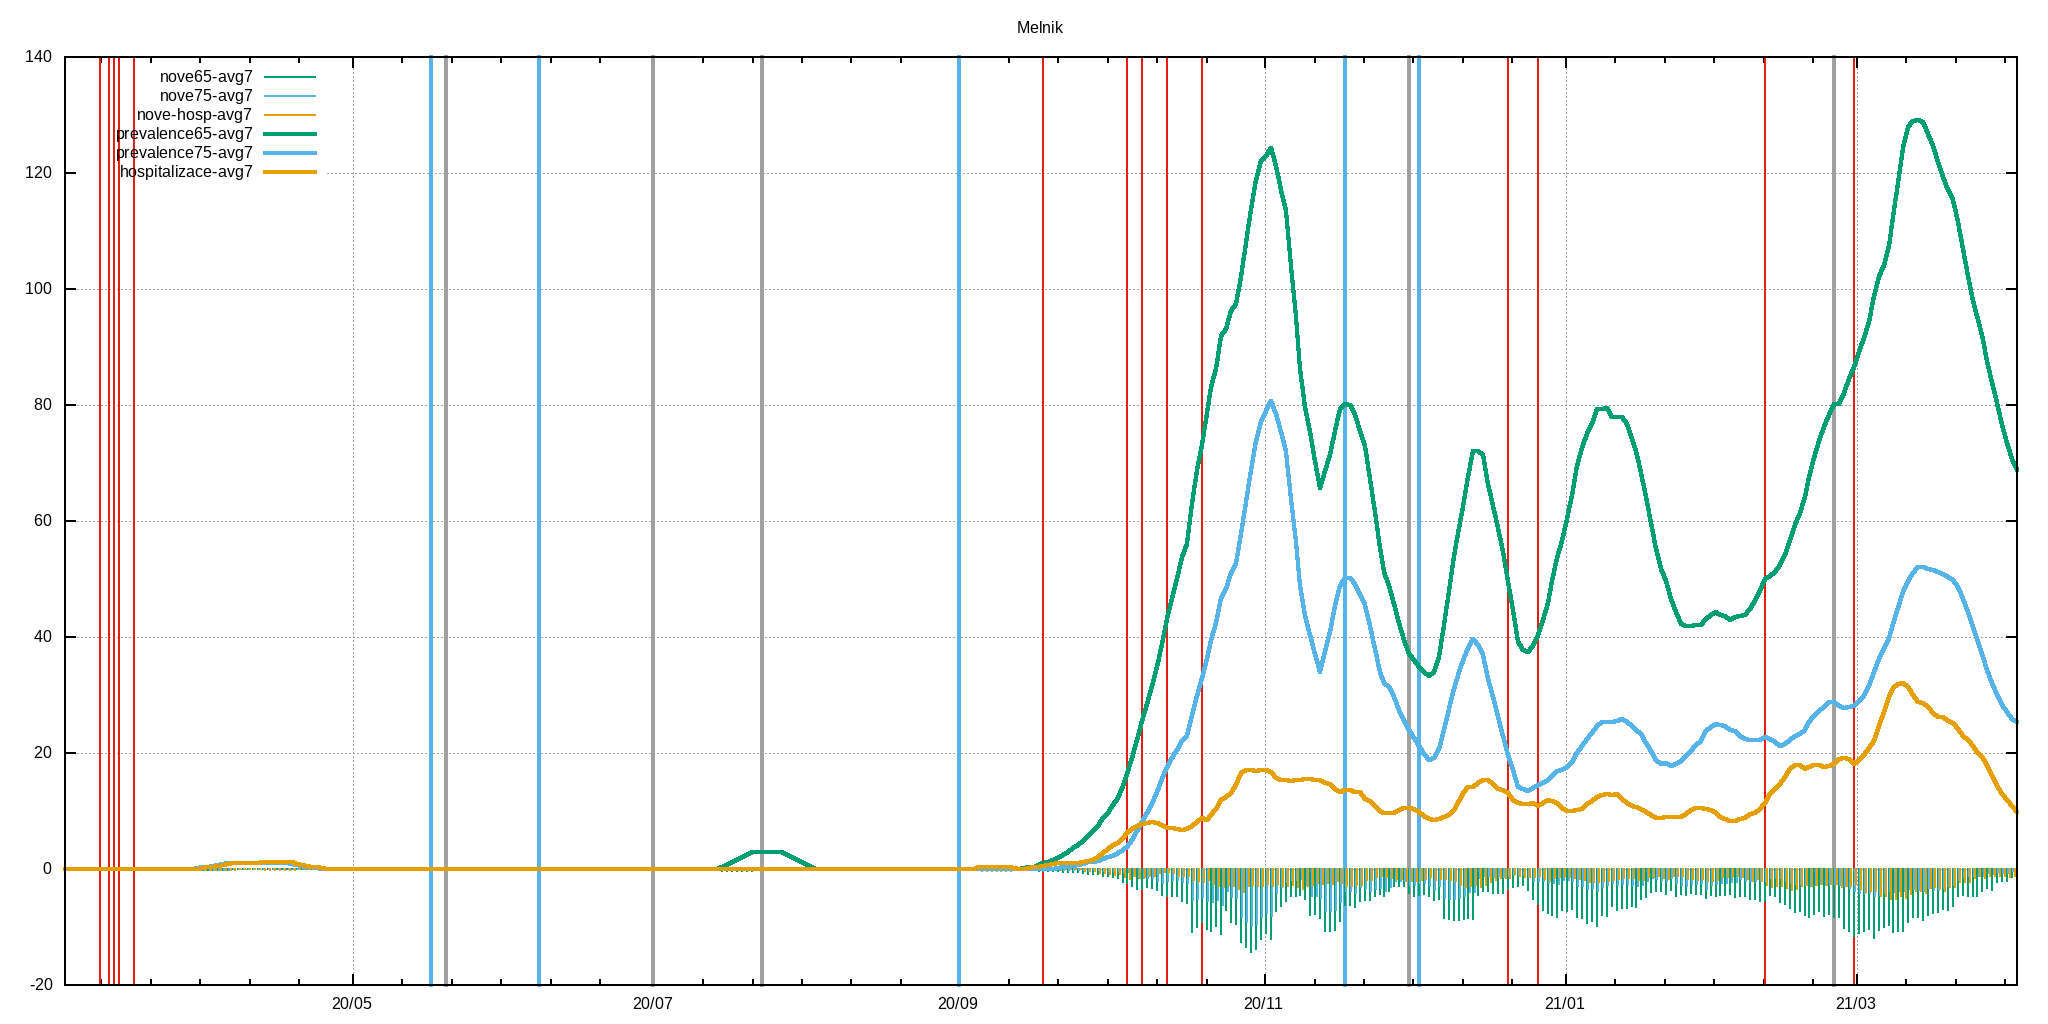 Melnik
140
120
100
80
60
40
20
0
-20
nove65-avg7
nove75-avg7
nove-hosp-avg7
prevalence65-avg7
prevalence75-avg7
hospitalizace-avg7
20/05 20/07 20/09 20/11 21/01 21/03